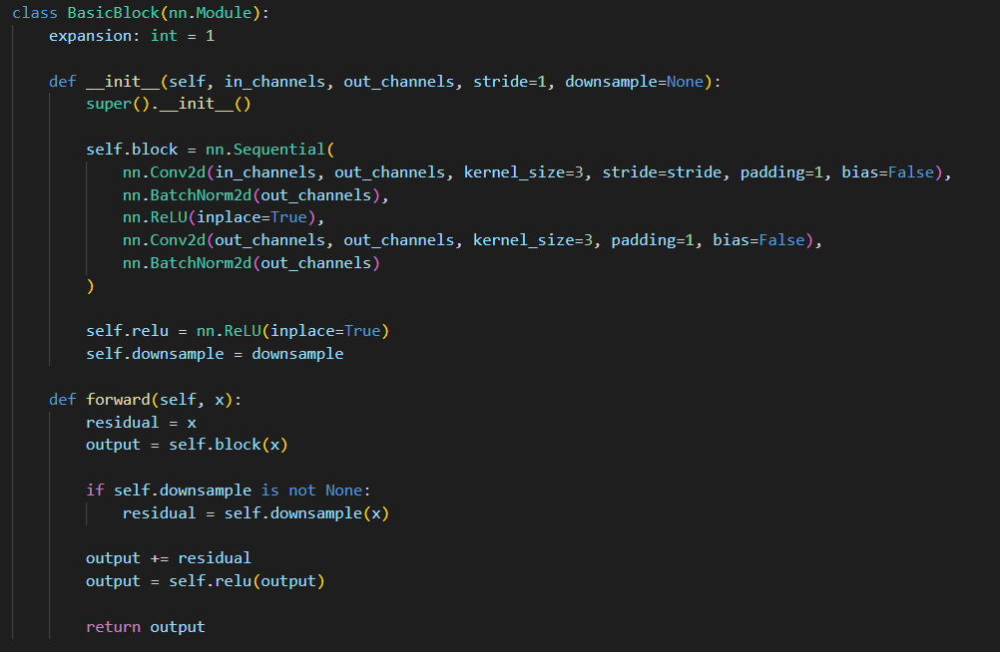 class BasicBlock(nn.Module):
    expansion: int = 1

    def __init__(self, in_channels, out_channels, stride=1, downsample=None):
        super().__init__()

        self.block = nn.Sequential(
            nn.Conv2d(in_channels, out_channels, kernel_size=3, stride=stride, padding=1, bias=False),
            nn.BatchNorm2d(out_channels),
            nn.ReLU(inplace=True),
            nn.Conv2d(out_channels, out_channels, kernel_size=3, padding=1, bias=False),
            nn.BatchNorm2d(out_channels)
        )

        self.relu = nn.ReLU(inplace=True)
        self.downsample = downsample

    def forward(self, x):
        residual = x
        output = self.block(x)

        if self.downsample is not None:
            residual = self.downsample(x)

        output += residual
        output = self.relu(output)

        return output